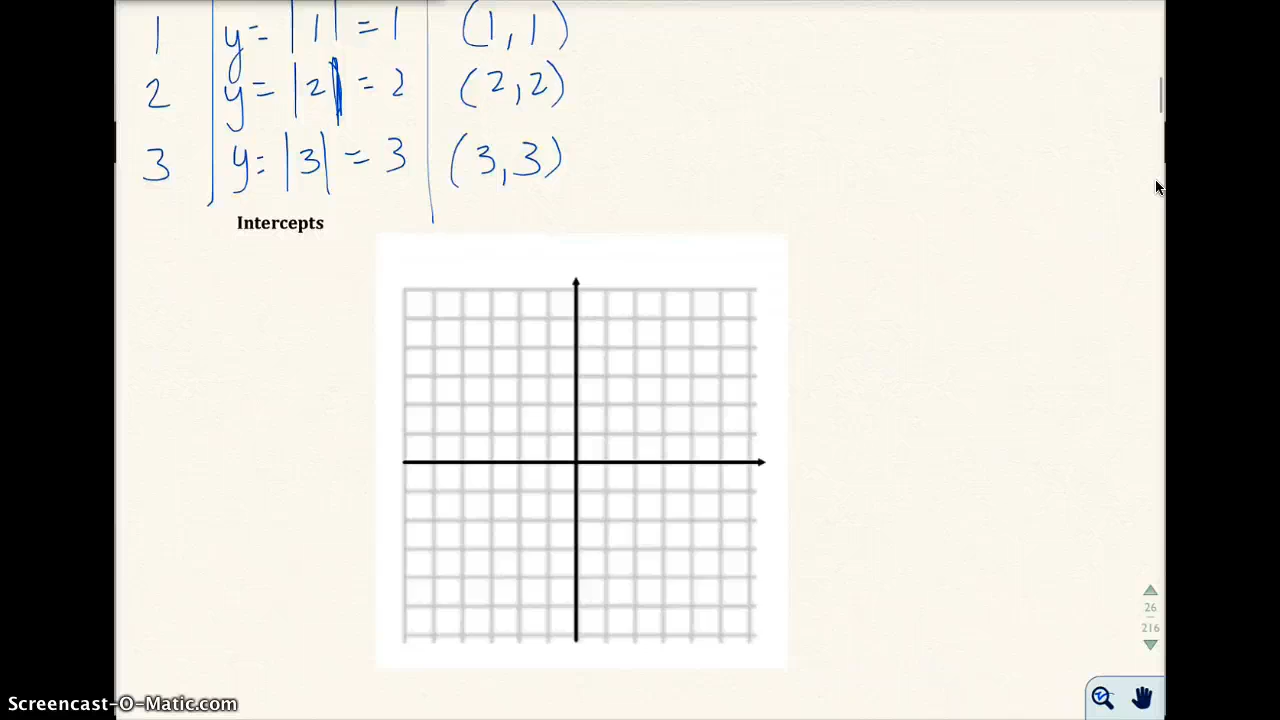 1 y = |1| = 1 (1, 1)
2 y = |2| = 2 (2, 2)
3 y = |3| = 3 (3, 3)
Intercepts
26
216
Screencast-O-Matic.com